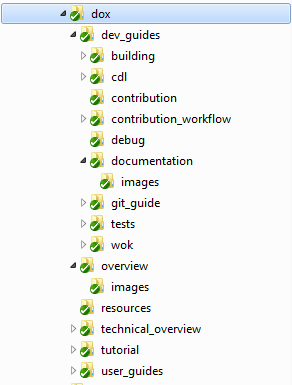 dox
dev_guides
building
cdl
contribution
contribution_workflow
debug
documentation
images
git_guide
tests
wok
overview
images
resources
technical_overview
tutorial
user_guides